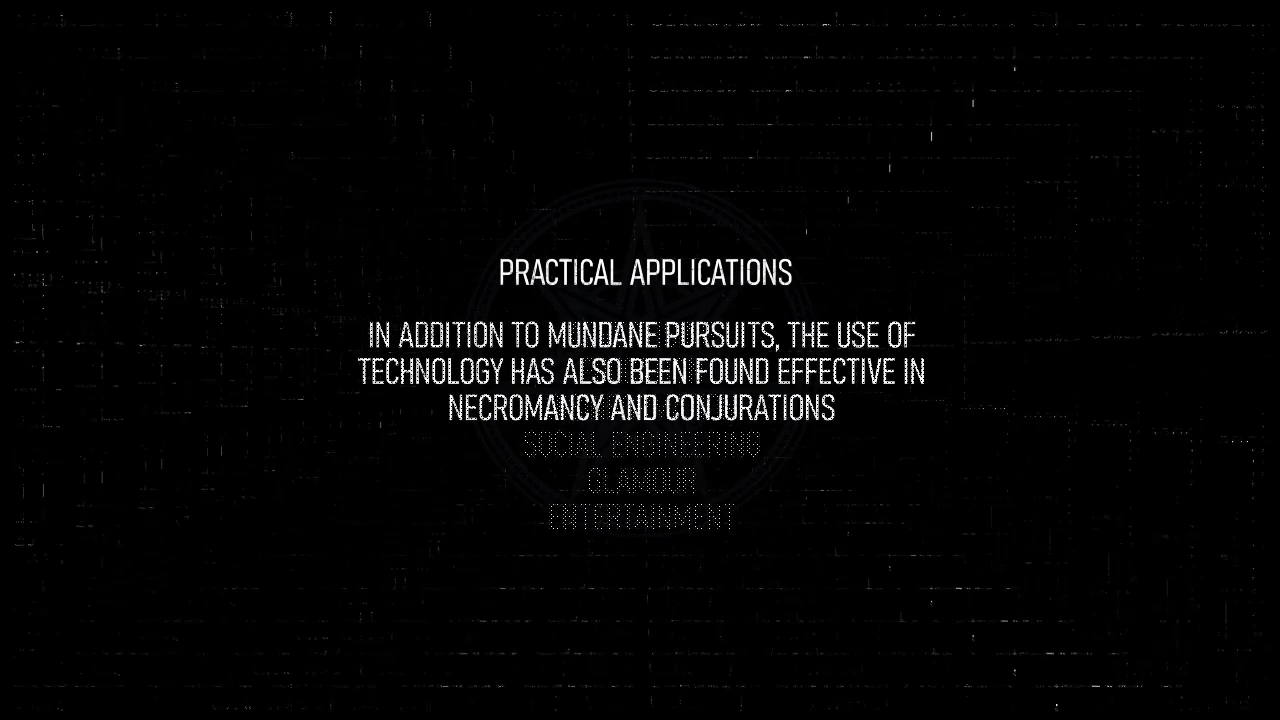 PRACTICAL APPLICATIONS
IN ADDITION TO MUNDANE PURSUITS, THE USE OF
TECHNOLOGY HAS ALSO BEEN FOUND EFFECTIVE IN
NECROMANCY AND CONJURATIONS
SOCIAL ENGINEERING
GLAMOUR
ENTERTAINMENT